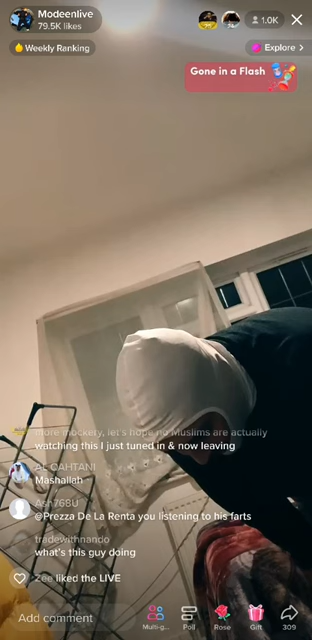 Modeenlive
79.5K likes
1.0K
Weekly Ranking
Explore >
Gone in a Flash
more mockery, let's hope no Muslims are actually
watching this I just tuned in & now leaving
AL QAHTANI
Mashallah
Ash768U
@Prezza De La Renta you listening to his farts
tradewithnando
what's this guy doing
Zee liked the LIVE
Add comment
Multi-g...
Poll
Rose
Gift
309